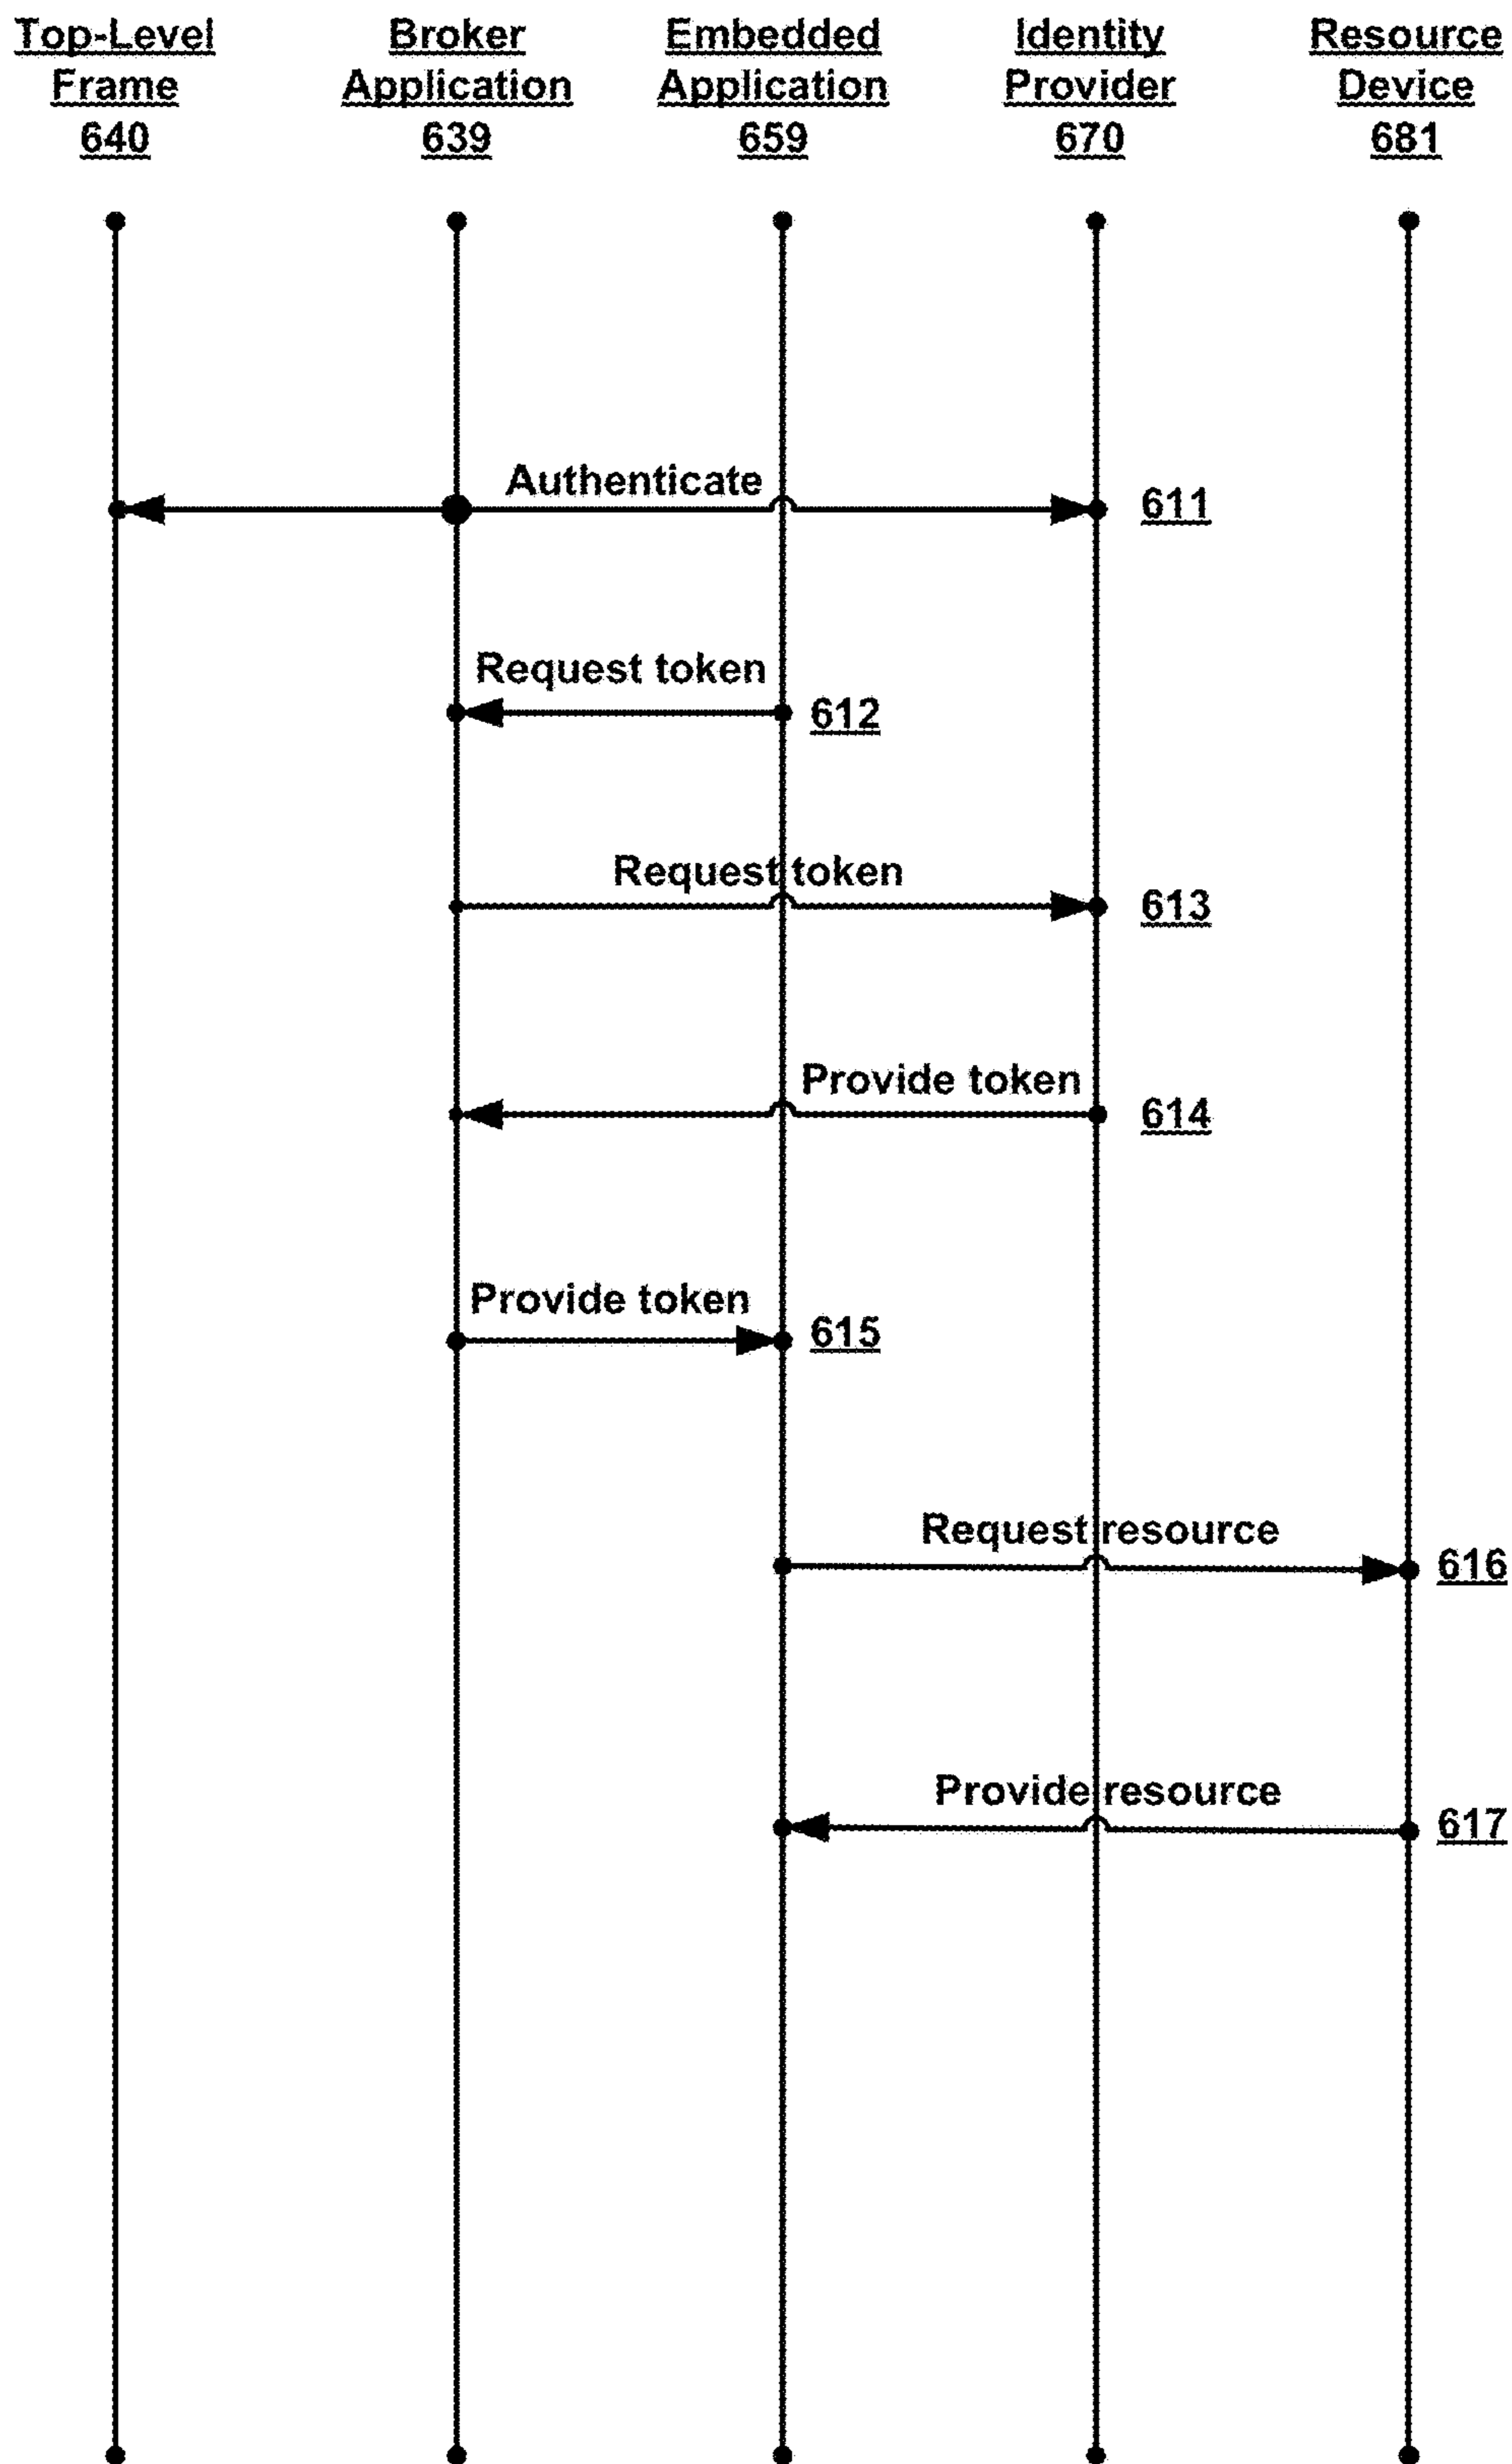 Top-Level
Frame
640
Broker
Application
639
Embedded
Application
659
Identity
Provider
670
Resource
Device
681
Authenticate
611
Request token
612
Request token
613
Provide token
614
Provide token
615
Request resource
616
Provide resource
617